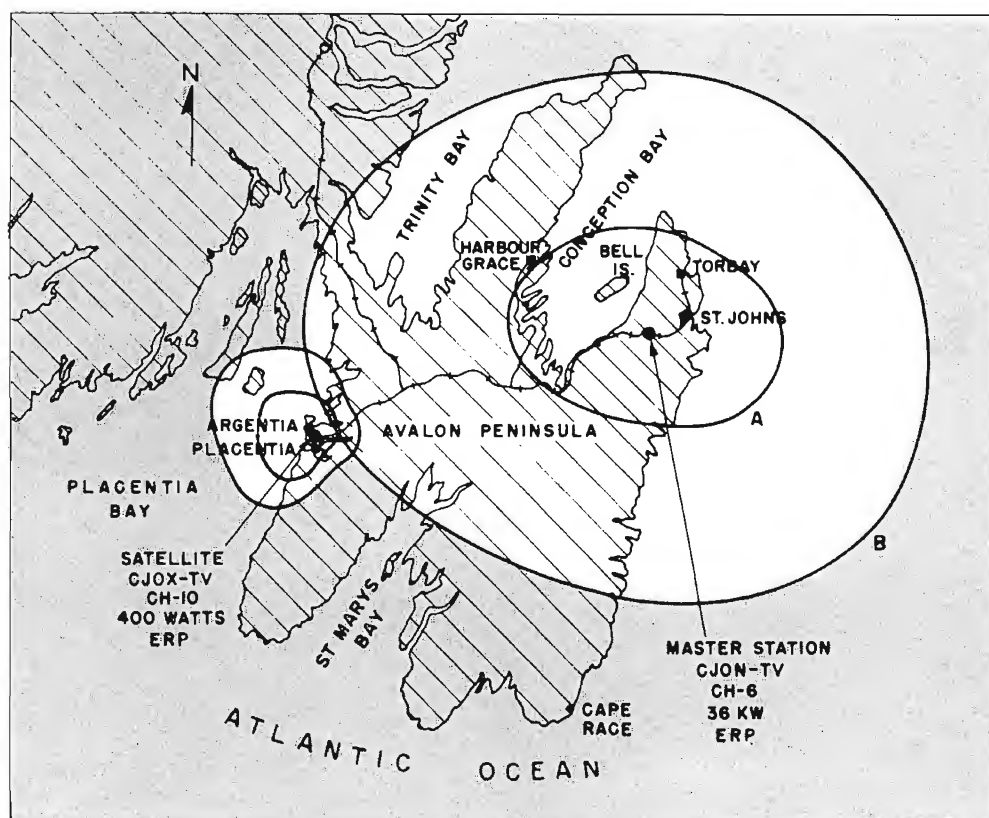 N
TRINITY BAY
CONCEPTION BAY
HARBOUR
GRACE
BELL
IS.
TORBAY
ST. JOHNS
A
ARGENTIA
PLACENTIA
AVALON PENINSULA
PLACENTIA
BAY
B
SATELLITE
CJOX-TV
CH-10
400 WATTS
ERP
ST MARYS
BAY
MASTER STATION
CJON-TV
CH-6
36 KW
ERP
CAPE
RACE
ATLANTIC OCEAN